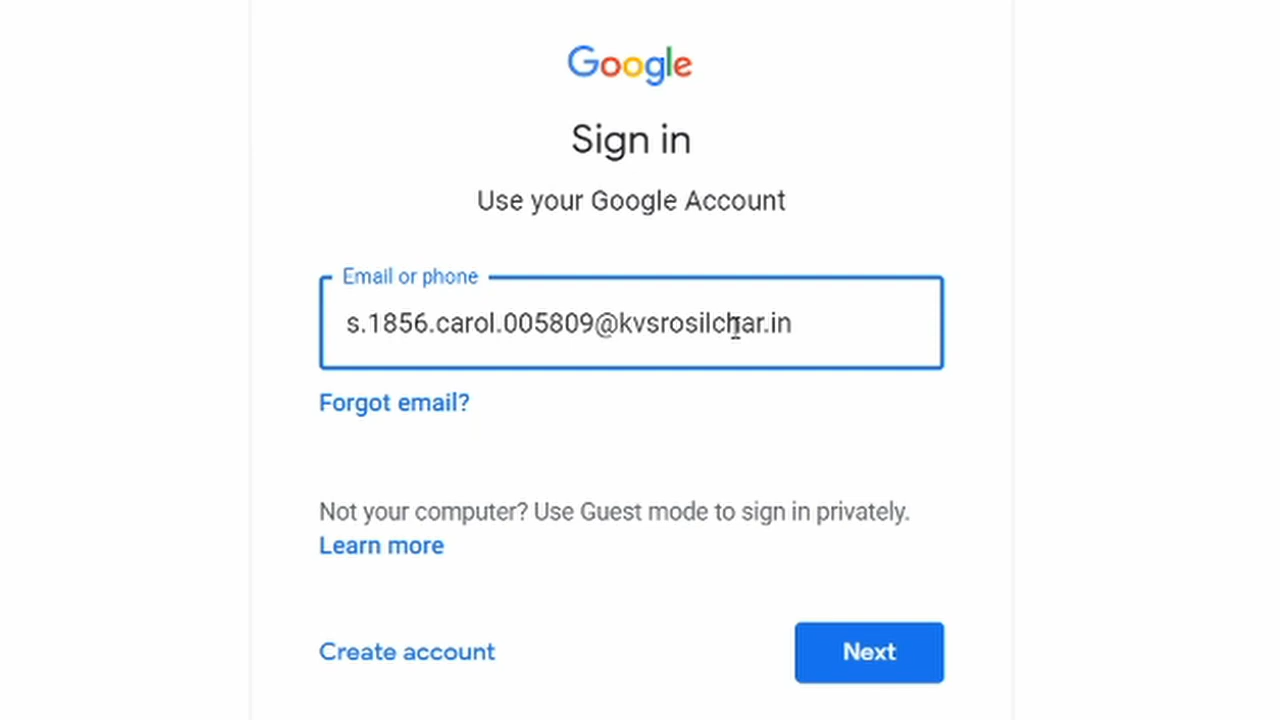 Google
Sign in
Use your Google Account
Email or phone
s.1856.carol.005809@kvsrosilchar.in
Forgot email?
Not your computer? Use Guest mode to sign in privately.
Learn more
Create account
Next